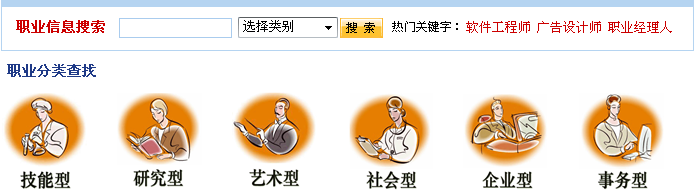 职业信息搜索 选择类别 搜 索 热门关键字: 软件工程师 广告设计师 职业经理人
职业分类查找
技能型 研究型 艺术型 社会型 企业型 事务型